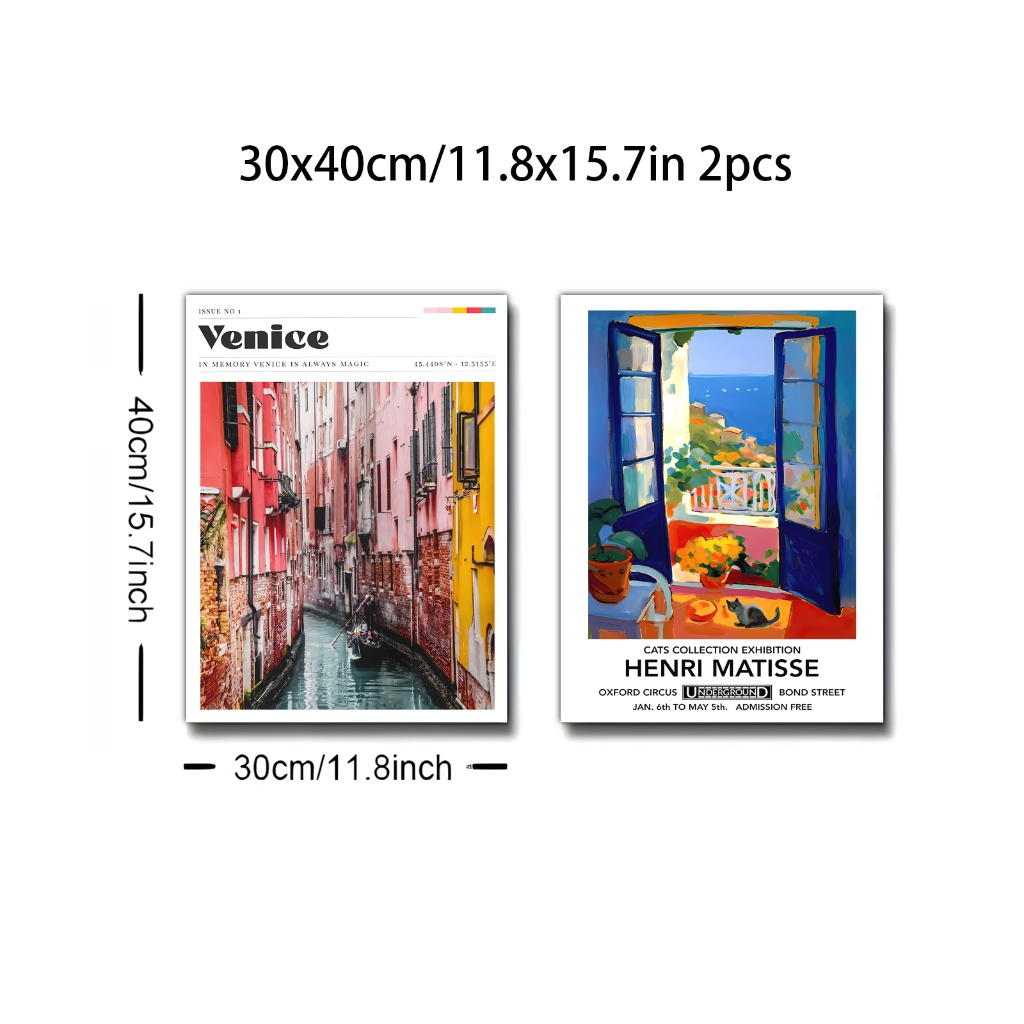 30x40cm/11.8x15.7in 2pcs
40cm/15.7inch
ISSUE NO 1
Venice
IN MEMORY VENICE IS ALWAYS MAGIC 45.4408°N - 12.3155°E
30cm/11.8inch
CATS COLLECTION EXHIBITION
HENRI MATISSE
OXFORD CIRCUS UNDERGROUND BOND STREET
JAN. 6th TO MAY 5th. ADMISSION FREE